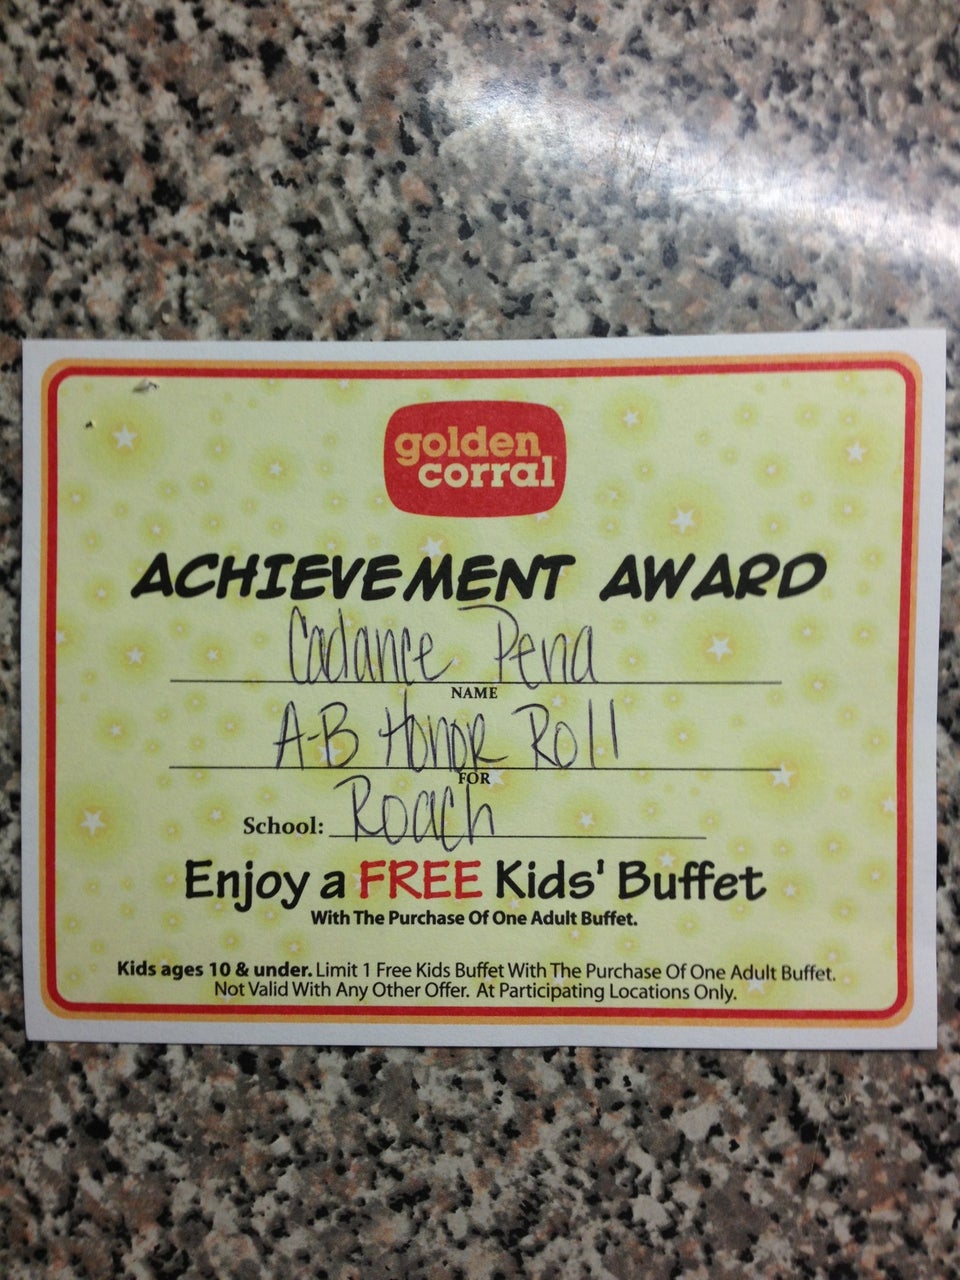 golden
corral
ACHIEVEMENT AWARD
Cadance Pena
NAME
A-B Honor Roll
FOR
School: Roach
Enjoy a FREE Kids' Buffet
With The Purchase Of One Adult Buffet.
Kids ages 10 & under. Limit 1 Free Kids Buffet With The Purchase Of One Adult Buffet.
Not Valid With Any Other Offer. At Participating Locations Only.